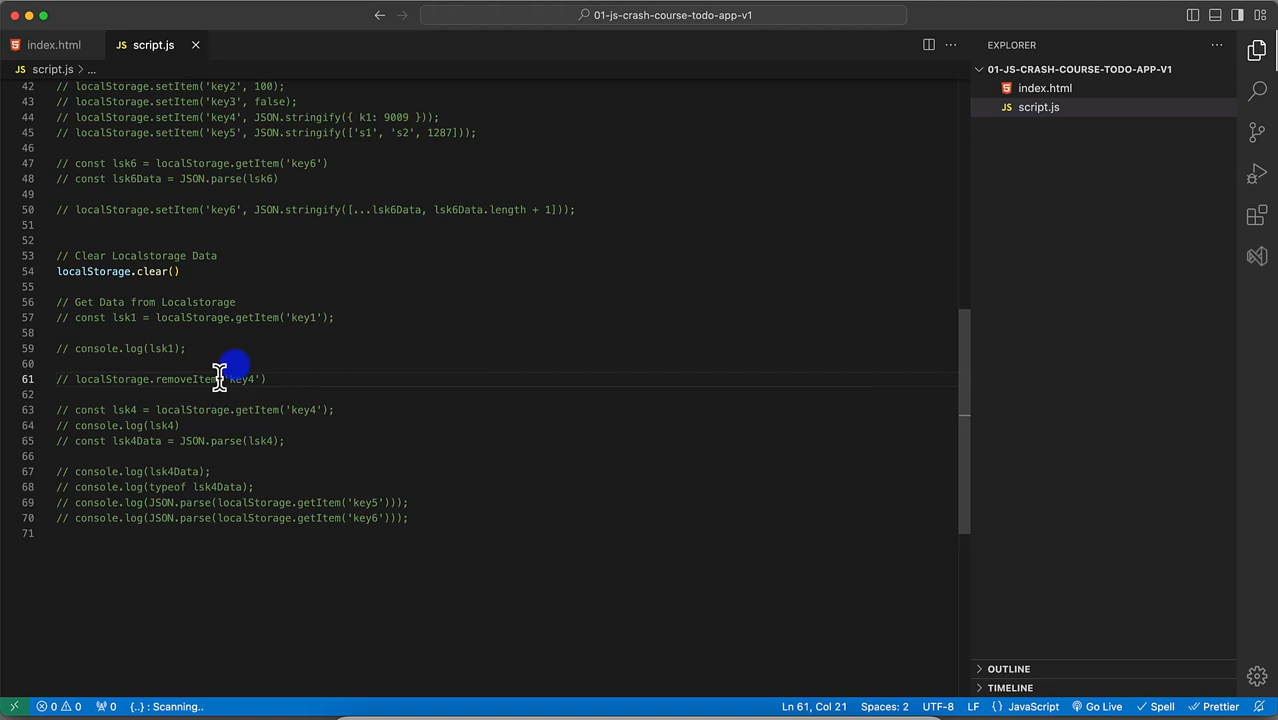 01-js-crash-course-todo-app-v1
index.html
JS script.js
EXPLORER
JS script.js > ...
01-JS-CRASH-COURSE-TODO-APP-V1
index.html
JS script.js
42 // localStorage.setItem('key2', 100);
43 // localStorage.setItem('key3', false);
44 // localStorage.setItem('key4', JSON.stringify({ k1: 9009 }));
45 // localStorage.setItem('key5', JSON.stringify(['s1', 's2', 1287]));
46
47 // const lsk6 = localStorage.getItem('key6')
48 // const lsk6Data = JSON.parse(lsk6)
49
50 // localStorage.setItem('key6', JSON.stringify([...lsk6Data, lsk6Data.length + 1]));
51
52
53 // Clear Localstorage Data
54 localStorage.clear()
55
56 // Get Data from Localstorage
57 // const lsk1 = localStorage.getItem('key1');
58
59 // console.log(lsk1);
60
61 // localStorage.removeItem('key4')
62
63 // const lsk4 = localStorage.getItem('key4');
64 // console.log(lsk4)
65 // const lsk4Data = JSON.parse(lsk4);
66
67 // console.log(lsk4Data);
68 // console.log(typeof lsk4Data);
69 // console.log(JSON.parse(localStorage.getItem('key5')));
70 // console.log(JSON.parse(localStorage.getItem('key6')));
71
OUTLINE
TIMELINE
0 0 0 {..} : Scanning.. Ln 61, Col 21 Spaces: 2 UTF-8 LF {} JavaScript Go Live Spell Prettier